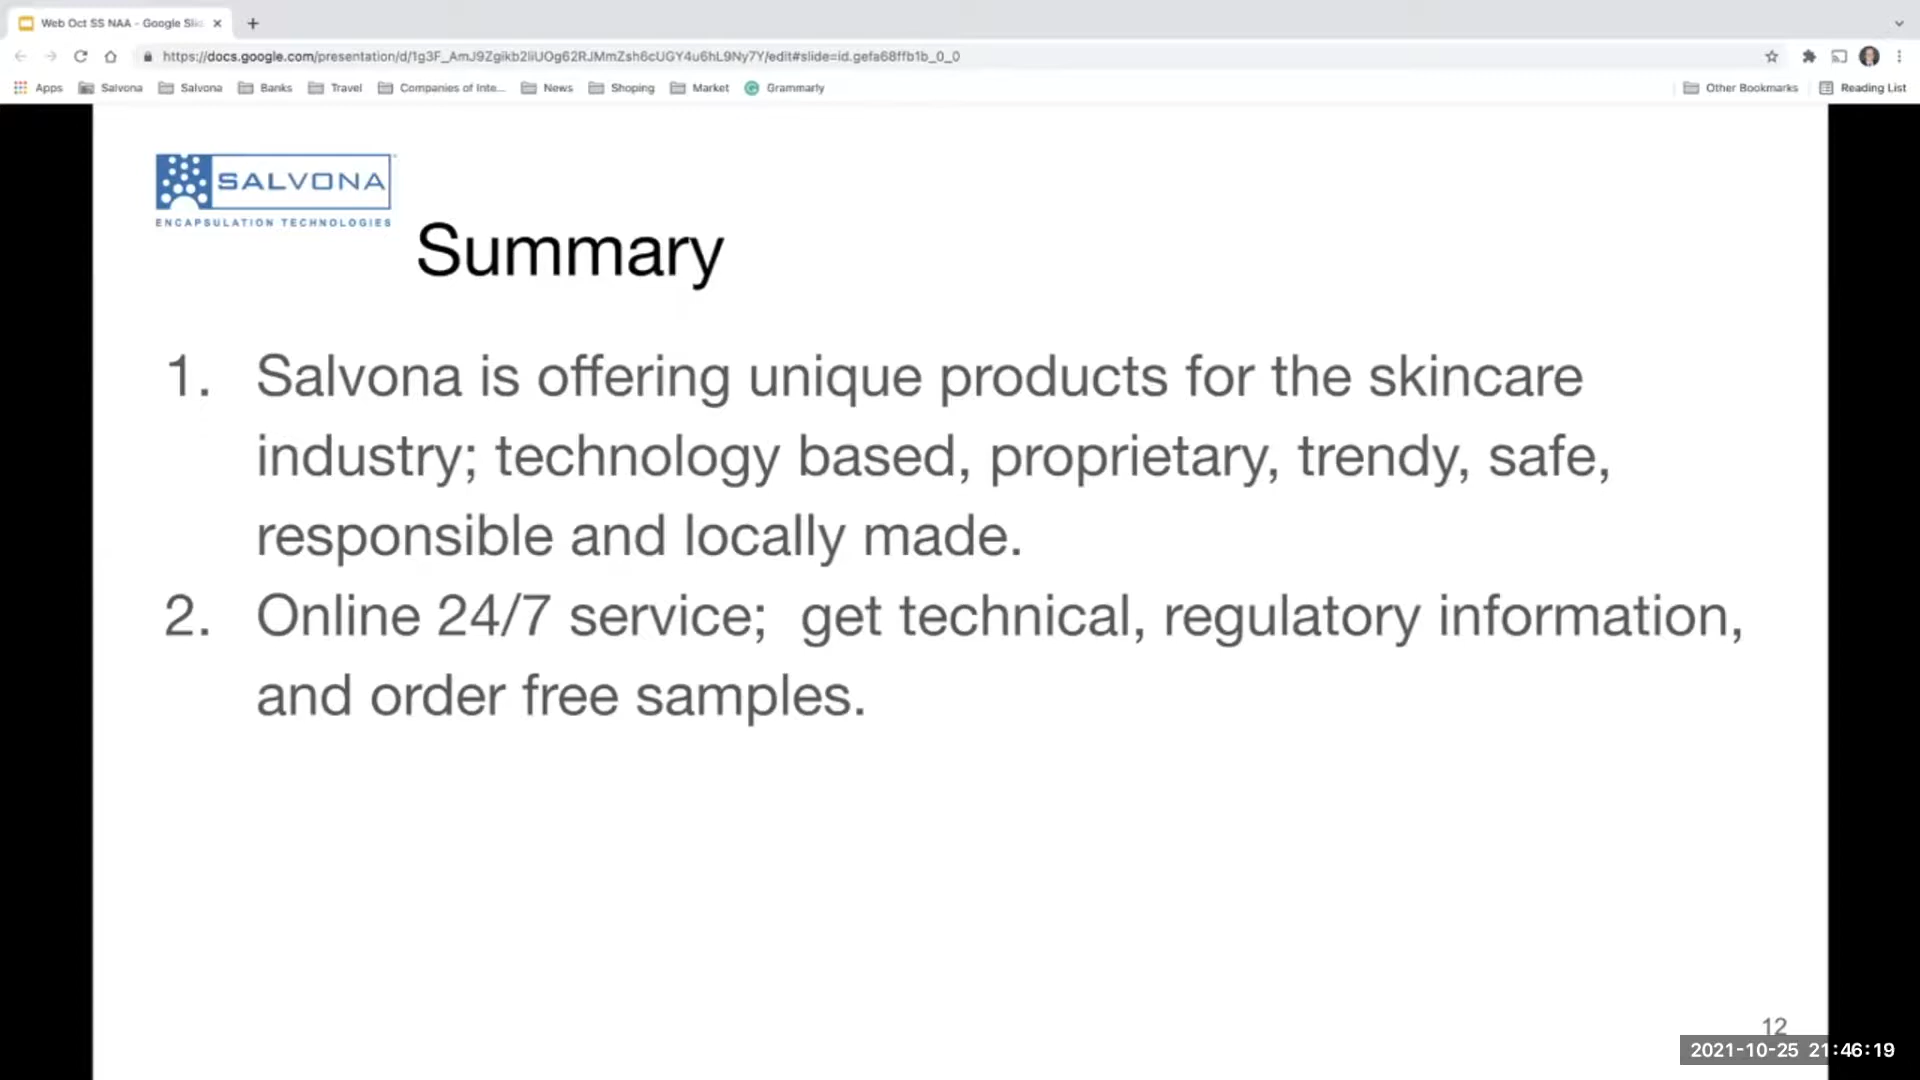 Web Oct SS NAA - Google Slid
https://docs.google.com/presentation/d/1g3F_AmJ9Zgikb2liUOg62RJMmZsh6cUGY4u6hL9Ny7Y/edit#slide=id.gefa68ffb1b_0_0
Apps Salvona Salvona Banks Travel Companies of Inte... News Shoping Market Grammarly Other Bookmarks Reading List
SALVONA
ENCAPSULATION TECHNOLOGIES
Summary
1. Salvona is offering unique products for the skincare
industry; technology based, proprietary, trendy, safe,
responsible and locally made.
2. Online 24/7 service; get technical, regulatory information,
and order free samples.
12
2021-10-25 21:46:19